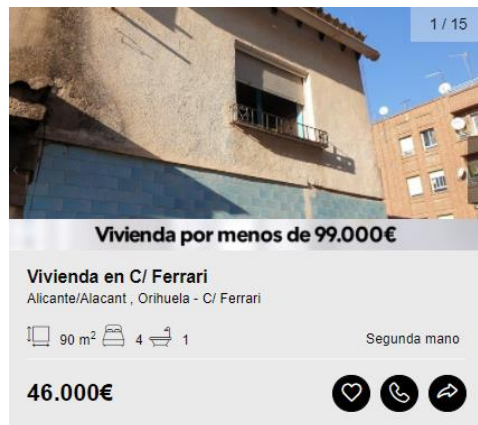 1 / 15
Vivienda por menos de 99.000€
Vivienda en C/ Ferrari
Alicante/Alacant , Orihuela - C/ Ferrari
90 m² 4 1 Segunda mano
46.000€